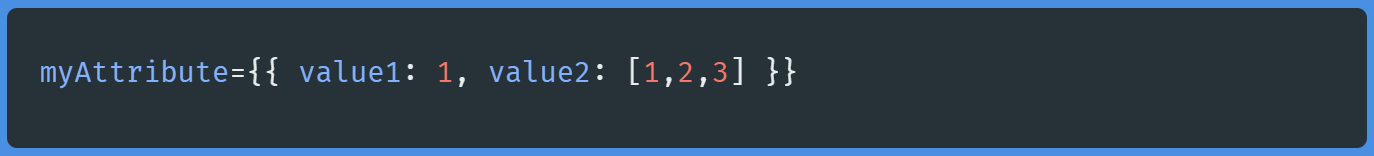 myAttribute={{ value1: 1, value2: [1,2,3] }}